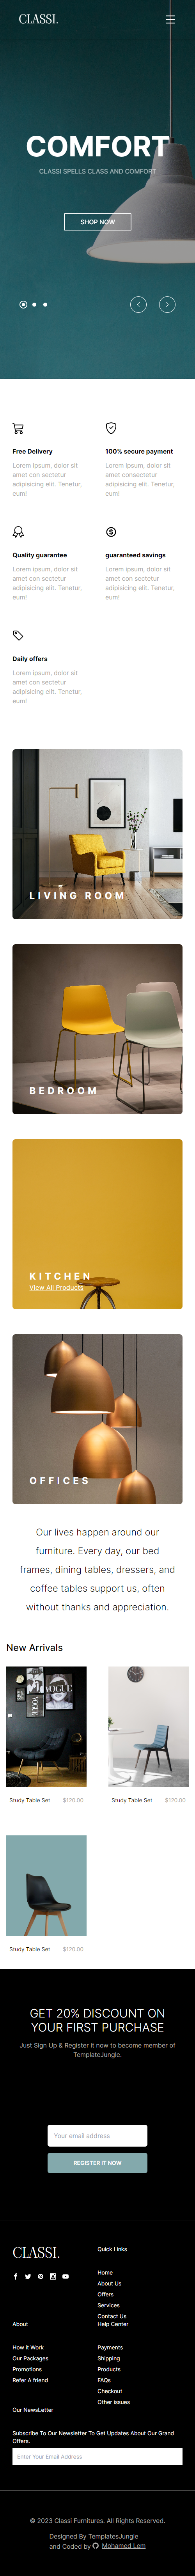 CLASSI.
COMFORT
CLASSI SPELLS CLASS AND COMFORT
SHOP NOW
Free Delivery
Lorem ipsum, dolor sit
amet con sectetur
adipisicing elit. Tenetur,
eum!
100% secure payment
Lorem ipsum, dolor sit
amet consectetur
adipisicing elit. Tenetur,
eum!
Quality guarantee
Lorem ipsum, dolor sit
amet con sectetur
adipisicing elit. Tenetur,
eum!
guaranteed savings
Lorem ipsum, dolor sit
amet con sectetur
adipisicing elit. Tenetur,
eum!
Daily offers
Lorem ipsum, dolor sit
amet con sectetur
adipisicing elit. Tenetur,
eum!
LIVING ROOM
BEDROOM
KITCHEN
View All Products
OFFICES
Our lives happen around our
furniture. Every day, our bed
frames, dining tables, dressers, and
coffee tables support us, often
without thanks and appreciation.
New Arrivals
VOGUE
Study Table Set $120.00
Study Table Set $120.00
Study Table Set $120.00
GET 20% DISCOUNT ON
YOUR FIRST PURCHASE
Just Sign Up & Register it now to become member of
TemplateJungle.
Your email address
REGISTER IT NOW
CLASSI.
Quick Links
Home
About Us
Offers
Services
Contact Us
About
How it Work
Our Packages
Promotions
Refer A friend
Help Center
Payments
Shipping
Products
FAQs
Checkout
Other issues
Our NewsLetter
Subscribe To Our Newsletter To Get Updates About Our Grand
Offers.
Enter Your Email Address
© 2023 Classi Furnitures. All Rights Reserved.
Designed By TemplatesJungle
and Coded by Mohamed Lem